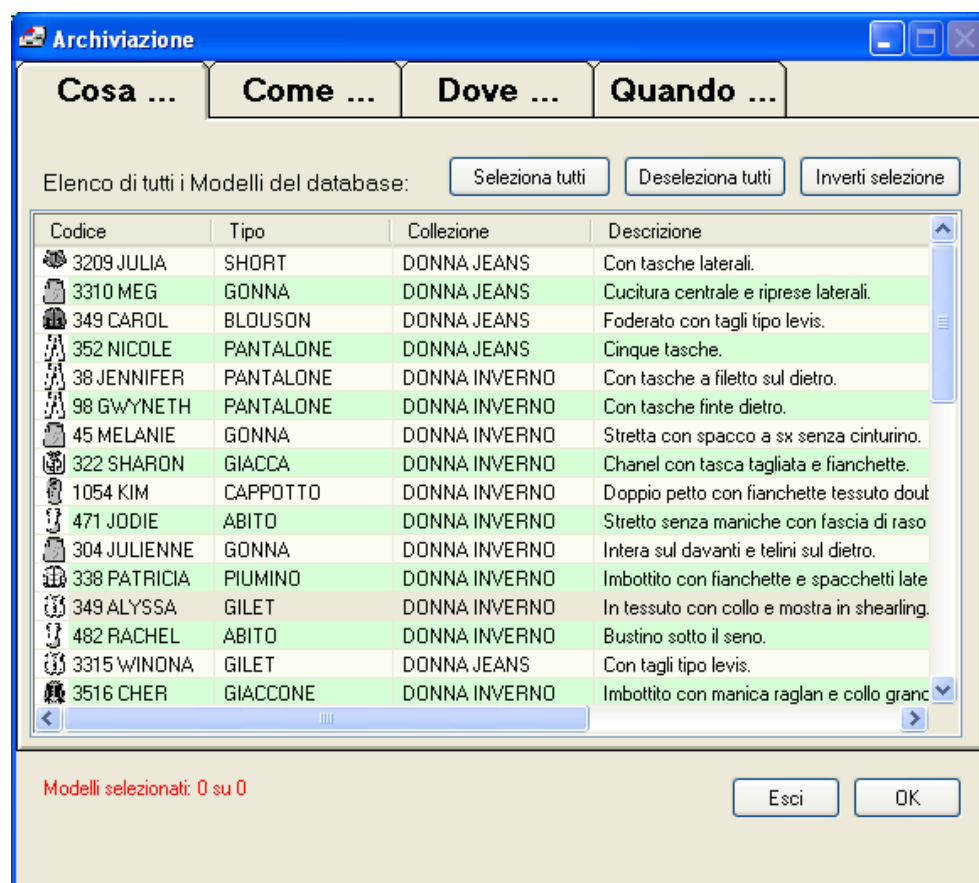 Archiviazione
Cosa ... Come ... Dove ... Quando ...
Elenco di tutti i Modelli del database: Seleziona tutti Deseleziona tutti Inverti selezione
Codice Tipo Collezione Descrizione
3209 JULIA SHORT DONNA JEANS Con tasche laterali.
3310 MEG GONNA DONNA JEANS Cucitura centrale e riprese laterali.
349 CAROL BLOUSON DONNA JEANS Foderato con tagli tipo levis.
352 NICOLE PANTALONE DONNA JEANS Cinque tasche.
38 JENNIFER PANTALONE DONNA INVERNO Con tasche a filetto sul dietro.
98 GWYNETH PANTALONE DONNA INVERNO Con tasche finte dietro.
45 MELANIE GONNA DONNA INVERNO Stretta con spacco a sx senza cinturino.
322 SHARON GIACCA DONNA INVERNO Chanel con tasca tagliata e fianchette.
1054 KIM CAPPOTTO DONNA INVERNO Doppio petto con fianchette tessuto doub
471 JODIE ABITO DONNA INVERNO Stretto senza maniche con fascia di raso
304 JULIENNE GONNA DONNA INVERNO Intera sul davanti e telini sul dietro.
338 PATRICIA PIUMINO DONNA INVERNO Imbottito con fianchette e spacchetti late
349 ALYSSA GILET DONNA INVERNO In tessuto con collo e mostra in shearling.
482 RACHEL ABITO DONNA INVERNO Bustino sotto il seno.
3315 WINONA GILET DONNA JEANS Con tagli tipo levis.
3516 CHER GIACCONE DONNA INVERNO Imbottito con manica raglan e collo granc
Modelli selezionati: 0 su 0 Esci OK